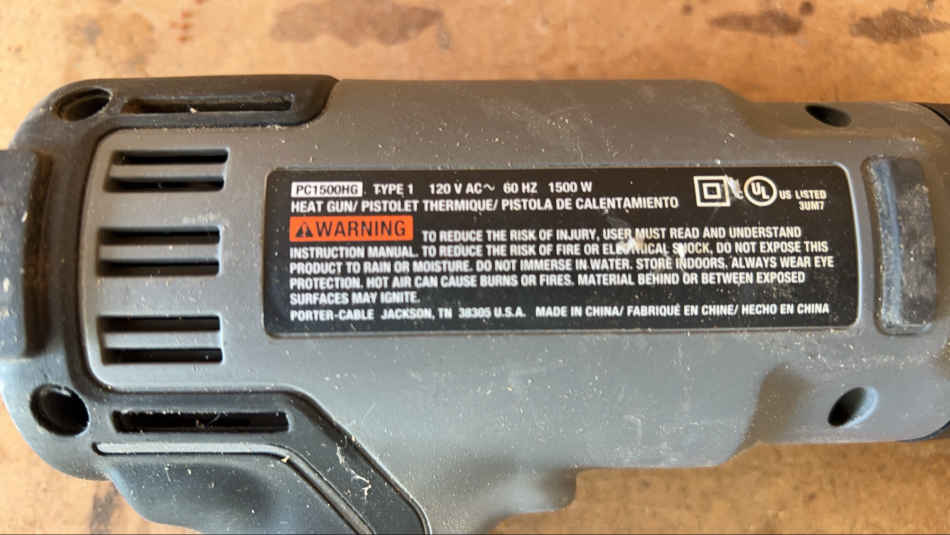 PC1500HG TYPE 1 120 V AC~ 60 HZ 1500 W
HEAT GUN/ PISTOLET THERMIQUE/ PISTOLA DE CALENTAMIENTO
UL US LISTED
3UM7
WARNING TO REDUCE THE RISK OF INJURY, USER MUST READ AND UNDERSTAND
INSTRUCTION MANUAL. TO REDUCE THE RISK OF FIRE OR ELECTRICAL SHOCK, DO NOT EXPOSE THIS
PRODUCT TO RAIN OR MOISTURE. DO NOT IMMERSE IN WATER. STORE INDOORS. ALWAYS WEAR EYE
PROTECTION. HOT AIR CAN CAUSE BURNS OR FIRES. MATERIAL BEHIND OR BETWEEN EXPOSED
SURFACES MAY IGNITE.
PORTER-CABLE JACKSON, TN 38305 U.S.A. MADE IN CHINA/ FABRIQUÉ EN CHINE/ HECHO EN CHINA